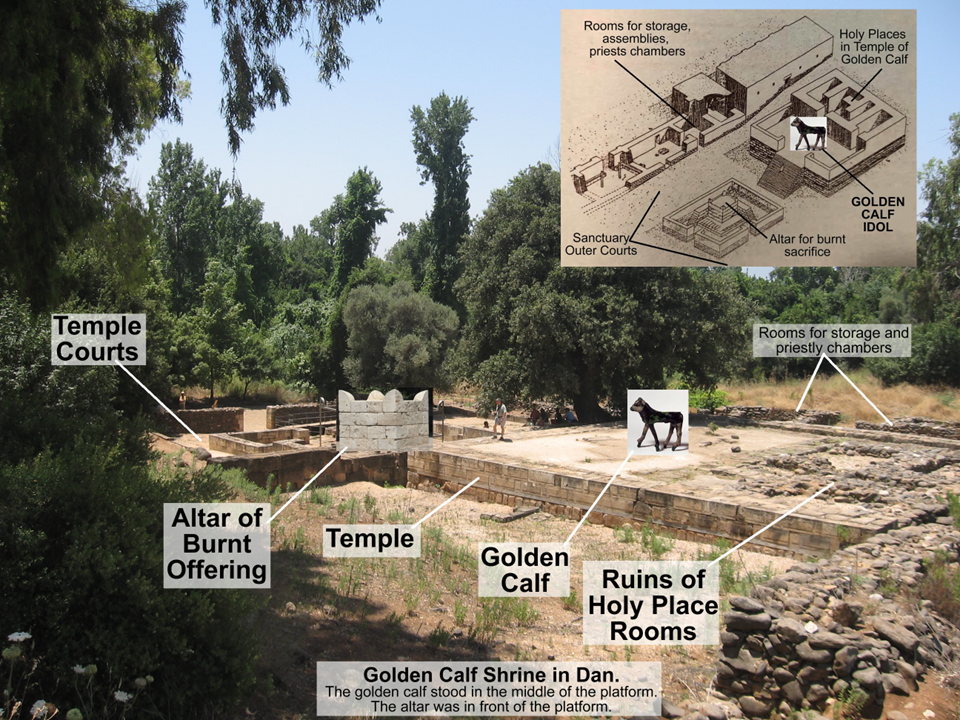 Rooms for storage,
assemblies,
priests chambers
Holy Places
in Temple of
Golden Calf
GOLDEN
CALF
IDOL
Sanctuary
Outer Courts
Altar for burnt
sacrifice
Temple
Courts
Rooms for storage and
priestly chambers
Altar of
Burnt
Offering
Temple
Golden
Calf
Ruins of
Holy Place
Rooms
Golden Calf Shrine in Dan.
The golden calf stood in the middle of the platform.
The altar was in front of the platform.